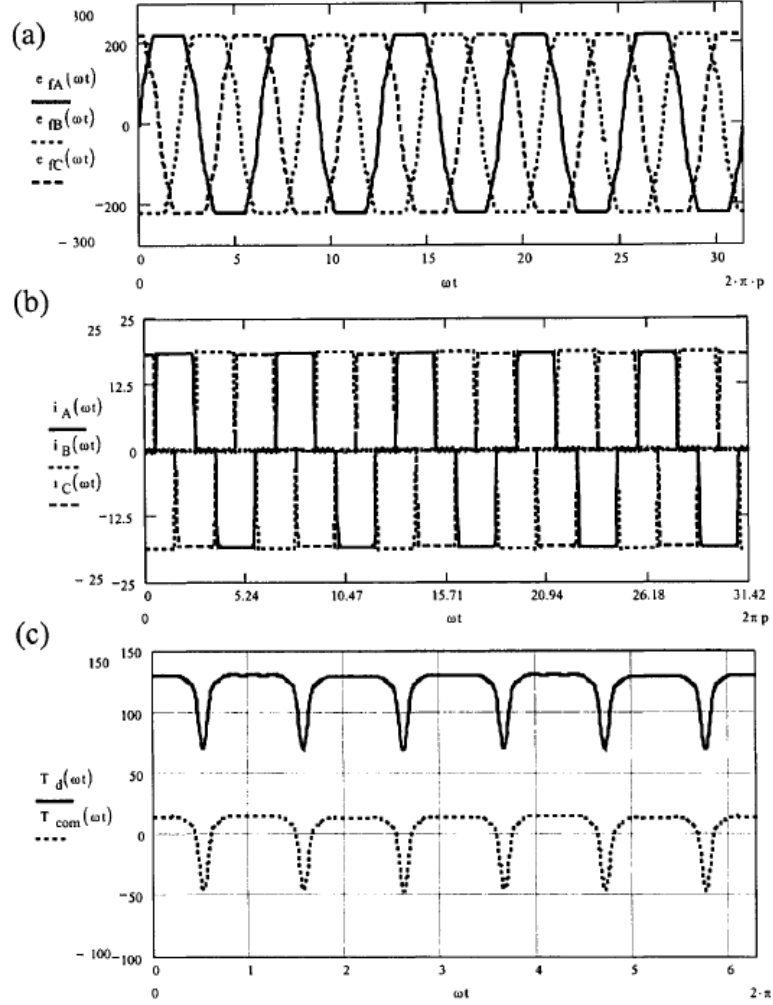 (a)
300
200
0
−200
- 300
e fA(ωt)
e fB(ωt)
e fC(ωt)
0 5 10 15 20 25 30
0 ωt 2·π·p
(b)
25 25
12.5
0
−12.5
- 25 −25
i A(ωt)
i B(ωt)
i C(ωt)
0 5.24 10.47 15.71 20.94 26.18 31.42
0 ωt 2πp
(c)
150 150
100
50
0
−50
- 100 −100
T d(ωt)
T com(ωt)
0 1 2 3 4 5 6
0 ωt 2·π